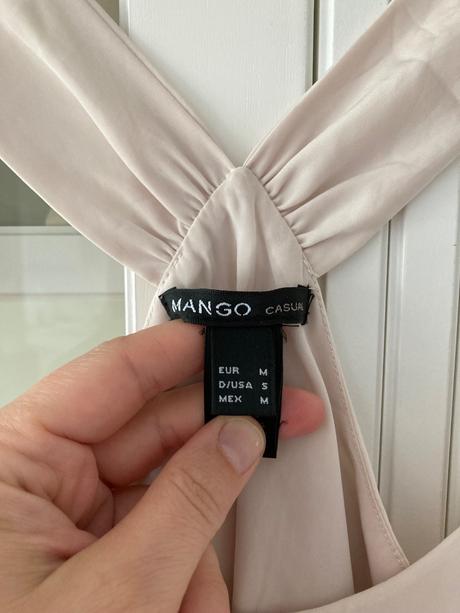 MANGO CASUAL
EUR M
D/USA S
MEX M